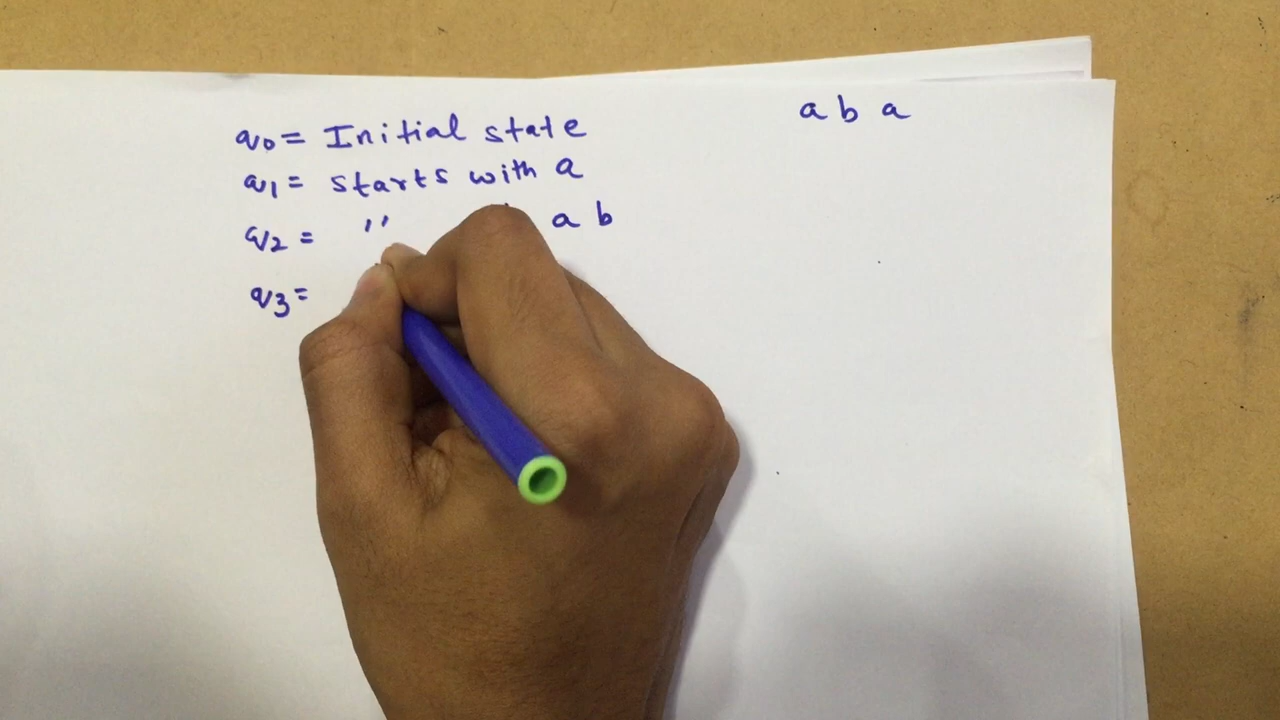 a b a
q0 = Initial state
q1 = starts with a
q2 = " a b
q3 =